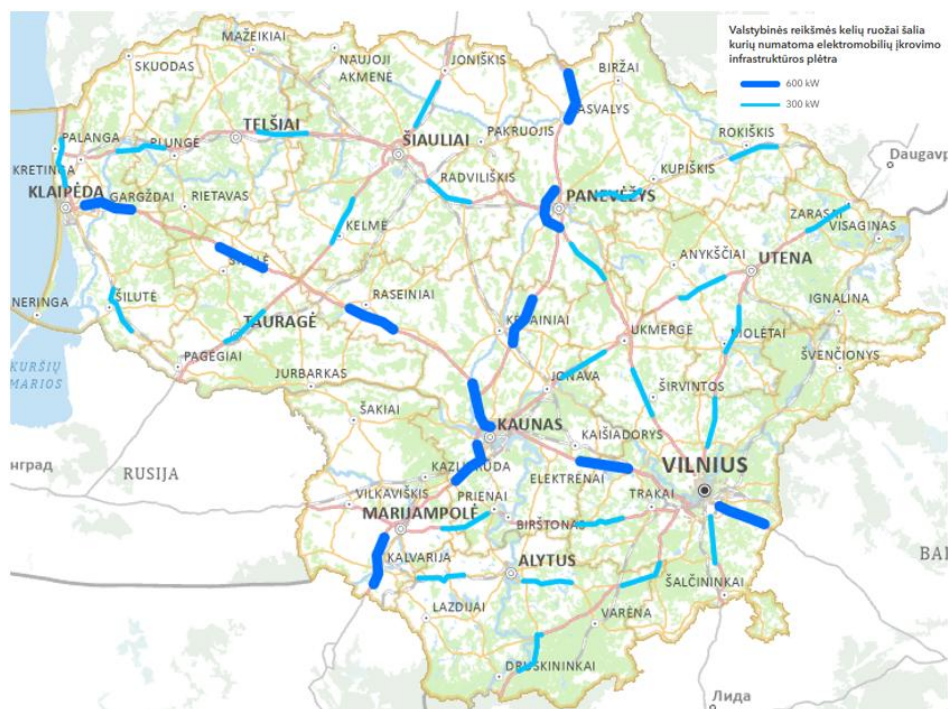 Valstybinės reikšmės kelių ruožai šalia
kurių numatoma elektromobilių įkrovimo
infrastruktūros plėtra
600 kW
300 kW
MAŽEIKIAI
SKUODAS
NAUJOJI
AKMENĖ
JONIŠKIS
BIRŽAI
ASVALYS
PALANGA
PLUNGĖ
TELŠIAI
ŠIAULIAI
PAKRUOJIS
ROKIŠKIS
KRETINGA
KUPIŠKIS
Daugavp
RADVILIŠKIS
KLAIPĖDA
GARGŽDAI
RIETAVAS
PANEVĖŽYS
ZARASAI
VISAGINAS
KELMĖ
ANYKŠČIAI
UTENA
NERINGA
ŠILUTĖ
RASEINIAI
IGNALINA
TAURAGĖ
UKMERGĖ
MOLĖTAI
PAGĖGIAI
ŠVENČIONYS
KURŠIŲ
MARIOS
JURBARKAS
JONAVA
ŠIRVINTOS
ŠAKIAI
KAUNAS
KAIŠIADORYS
нград
RUSIJA
KAZLŲ RŪDA
ELEKTRĖNAI
VILNIUS
VILKAVIŠKIS
PRIENAI
TRAKAI
MARIJAMPOLĖ
BIRŠTONAS
KALVARIJA
ALYTUS
BAL
ŠALČININKAI
LAZDIJAI
VARĖNA
DRUSKININKAI
Лида